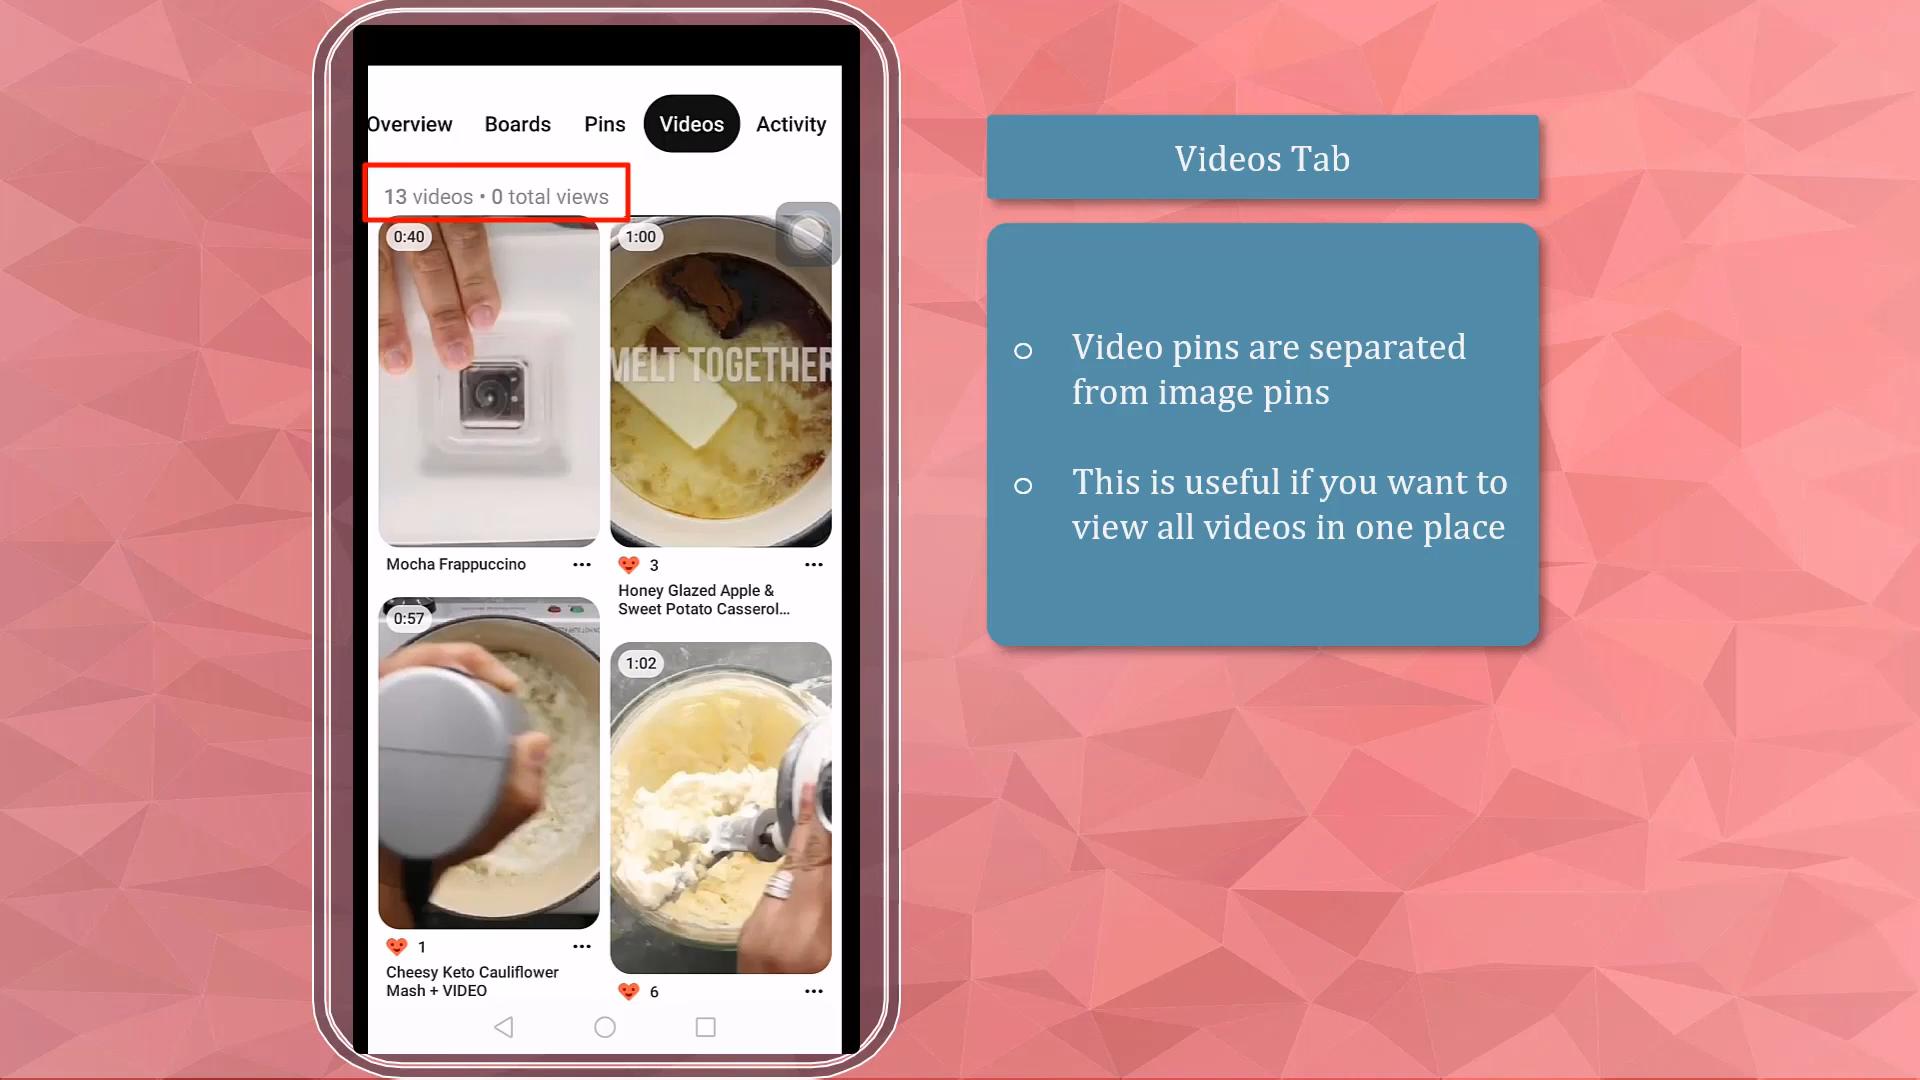 Overview Boards Pins Videos Activity
13 videos • 0 total views
0:40
1:00
MELT TOGETHER
Mocha Frappuccino
3
Honey Glazed Apple &
Sweet Potato Casserol...
0:57
1:02
1
Cheesy Keto Cauliflower
Mash + VIDEO
6
Videos Tab
Video pins are separated
from image pins
This is useful if you want to
view all videos in one place